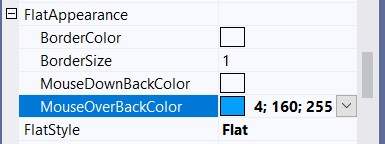 FlatAppearance
BorderColor
BorderSize 1
MouseDownBackColor
MouseOverBackColor 4; 160; 255
FlatStyle Flat